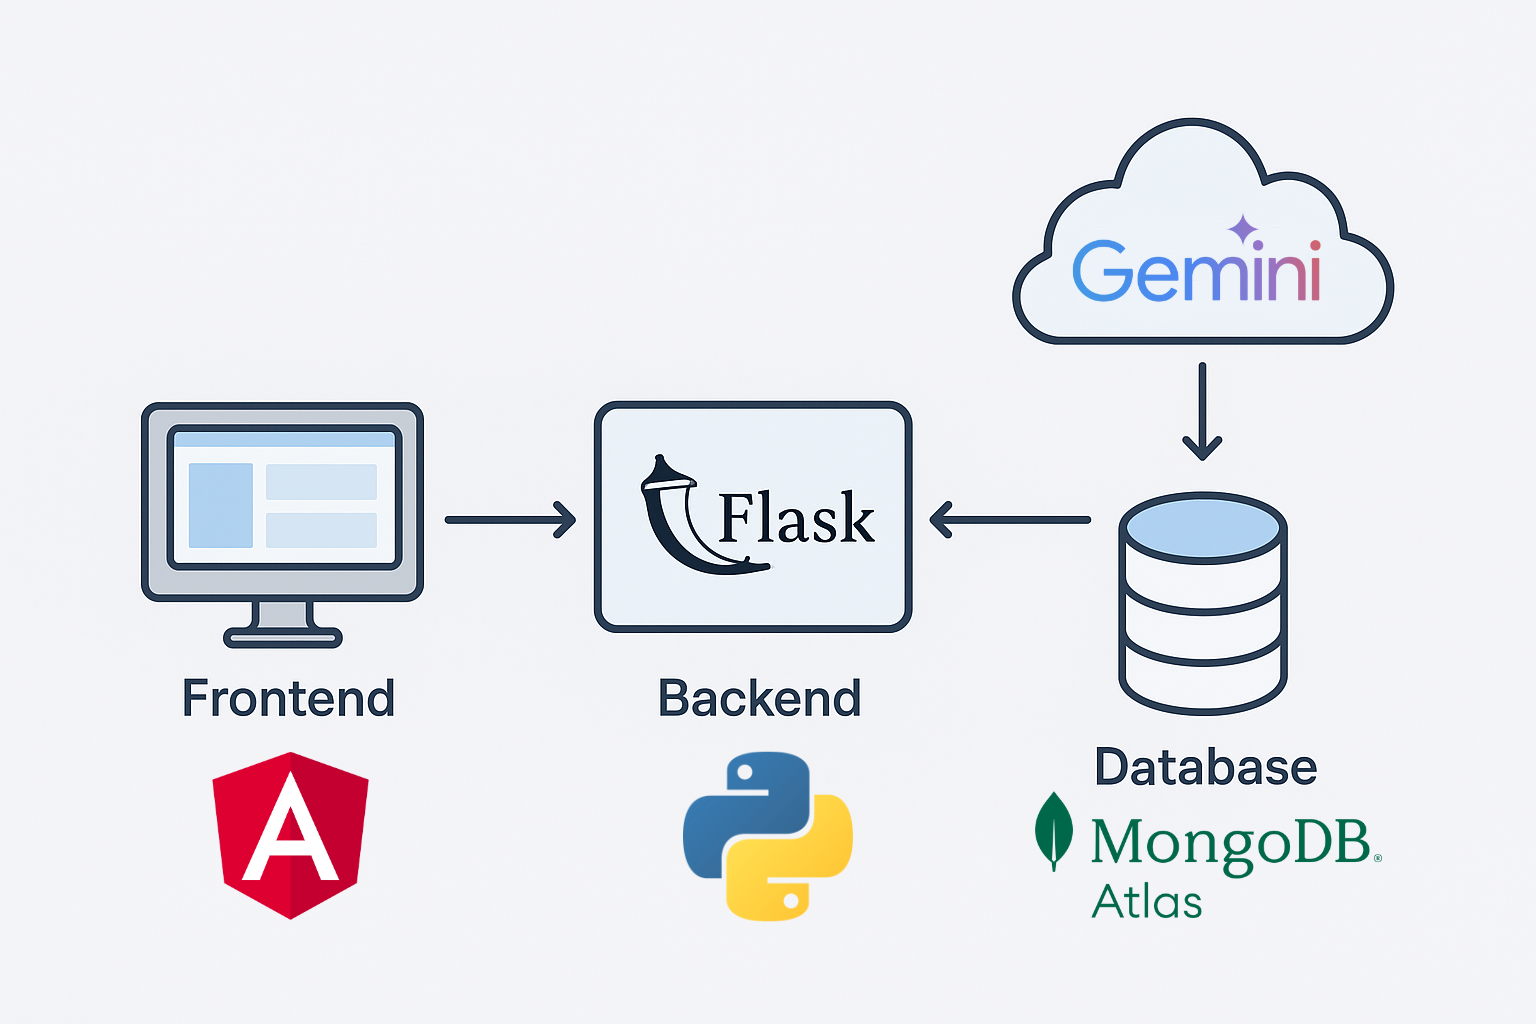 Gemini
Flask
Frontend
Backend
Database
MongoDB®
Atlas